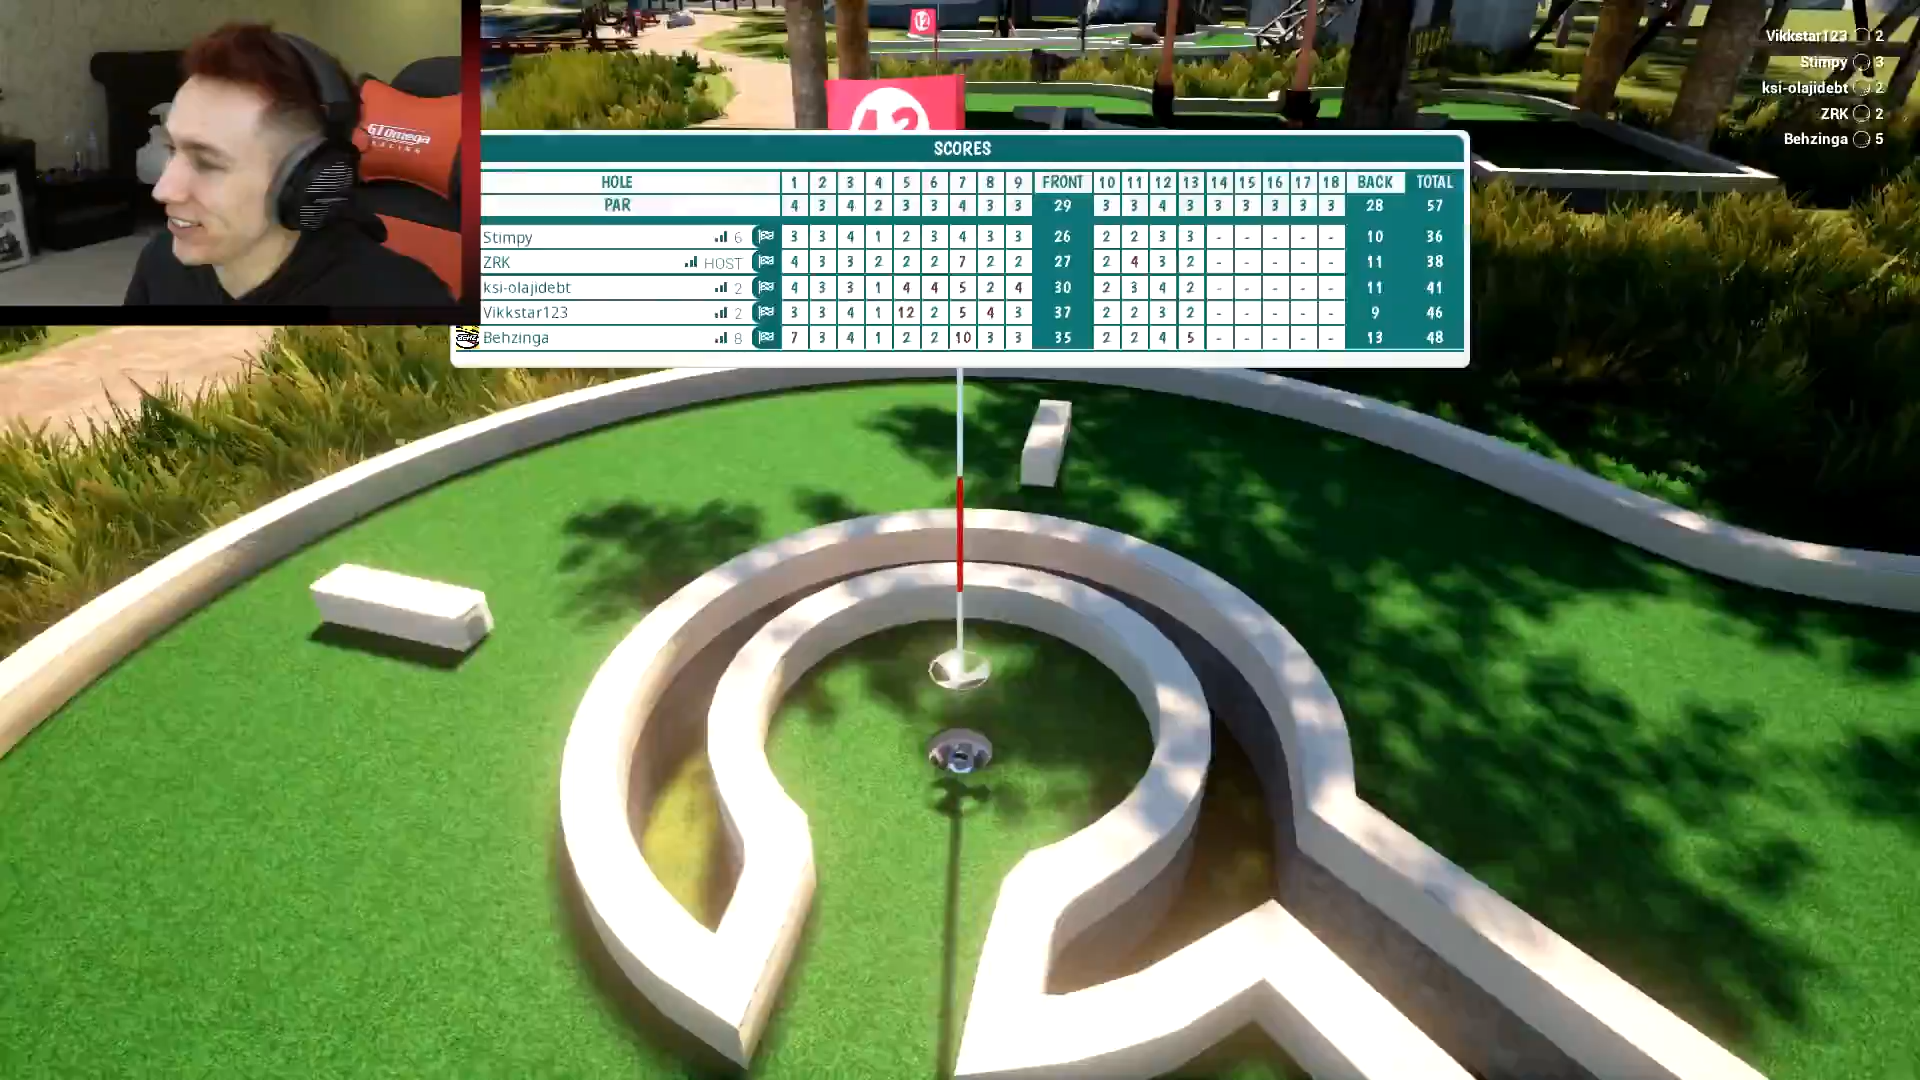 12
Vikkstar123 2
Stimpy 3
ksi-olajidebt 2
ZRK 2
Behzinga 5
GTOmega
RACING
SCORES
HOLE 1 2 3 4 5 6 7 8 9 FRONT 10 11 12 13 14 15 16 17 18 BACK TOTAL
PAR 4 3 4 2 3 3 4 3 3 29 3 3 4 3 3 3 3 3 3 28 57
Stimpy 6 3 3 4 1 2 3 4 3 3 26 2 2 3 3 - - - - - 10 36
ZRK HOST 4 3 3 2 2 2 7 2 2 27 2 4 3 2 - - - - - 11 38
ksi-olajidebt 2 4 3 3 1 4 4 5 2 4 30 2 3 4 2 - - - - - 11 41
Vikkstar123 2 3 3 4 1 12 2 5 4 3 37 2 2 3 2 - - - - - 9 46
Behzinga 8 7 3 4 1 2 2 10 3 3 35 2 2 4 5 - - - - - 13 48